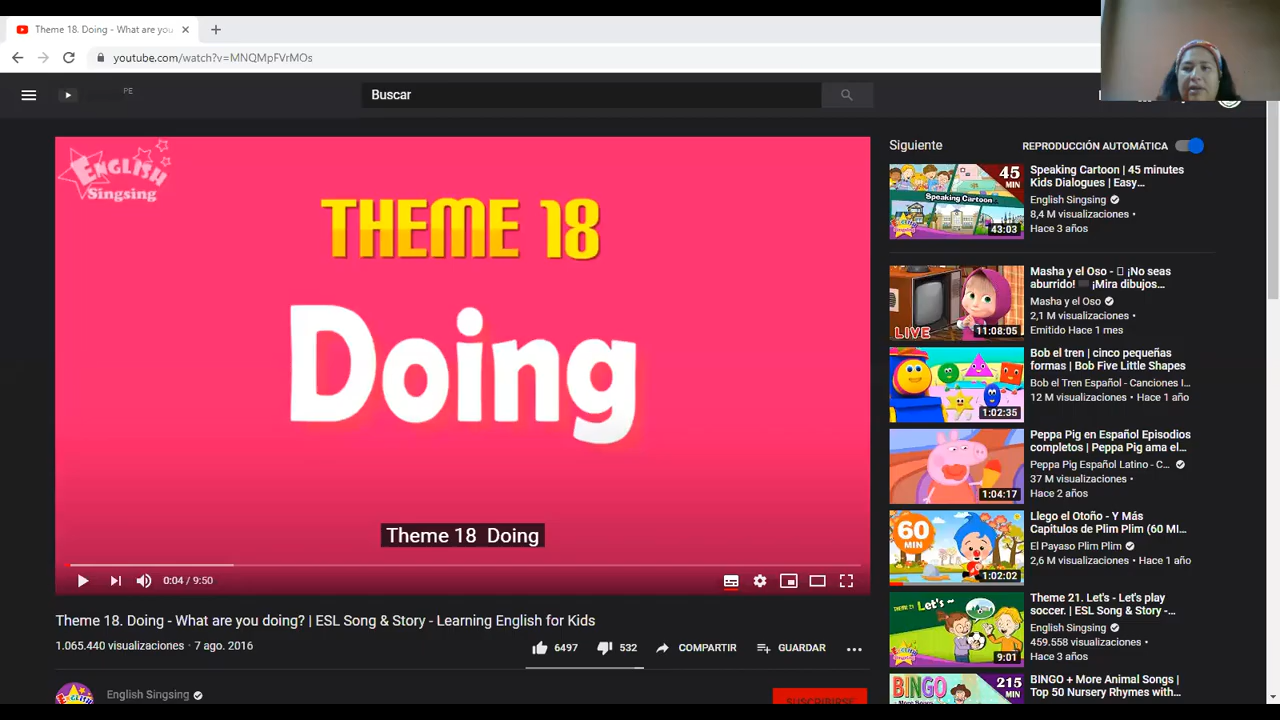 Theme 18. Doing - What are you
youtube.com/watch?v=MNQMpFVrMOs
PE
Buscar
ENGLISH
Singsing
THEME 18
Doing
Theme 18 Doing
0:04 / 9:50
Theme 18. Doing - What are you doing? | ESL Song & Story - Learning English for Kids
1.065.440 visualizaciones • 7 ago. 2016
6497
532
COMPARTIR
GUARDAR
English Singsing
SUSCRIBIRSE
Siguiente
REPRODUCCIÓN AUTOMÁTICA
45
MIN
Speaking Cartoon
43:03
Speaking Cartoon | 45 minutes
Kids Dialogues | Easy...
English Singsing
8,4 M visualizaciones •
Hace 3 años
LIVE
11:08:05
Masha y el Oso - ¡No seas
aburrido! ¡Mira dibujos...
Masha y el Oso
2,1 M visualizaciones •
Emitido Hace 1 mes
1:02:35
Bob el tren | cinco pequeñas
formas | Bob Five Little Shapes
Bob el Tren Español - Canciones I...
12 M visualizaciones • Hace 1 año
1:04:17
Peppa Pig en Español Episodios
completos | Peppa Pig ama el...
Peppa Pig Español Latino - C...
37 M visualizaciones •
Hace 2 años
60
MIN
1:02:02
Llego el Otoño - Y Más
Capítulos de Plim Plim (60 MI...
El Payaso Plim Plim
2,6 M visualizaciones • Hace 1 año
THEME 21
Let's ~
9:01
Theme 21. Let's - Let's play
soccer. | ESL Song & Story -...
English Singsing
459.558 visualizaciones •
Hace 3 años
BINGO
215
MIN
BINGO + More Animal Songs |
Top 50 Nursery Rhymes with...